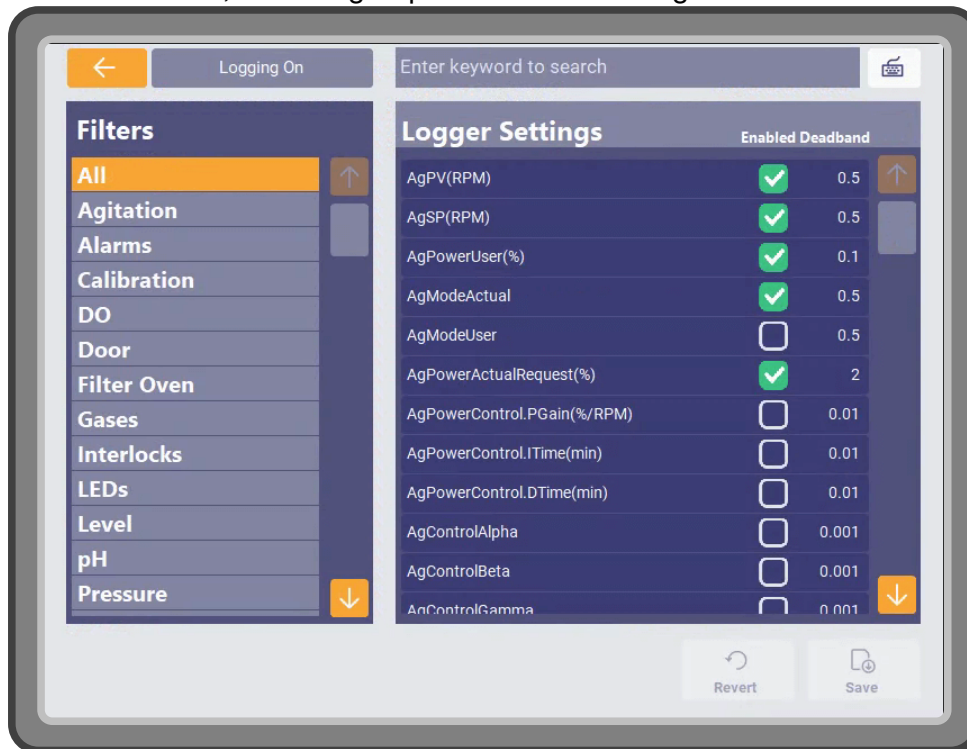 Logging On
Enter keyword to search
Filters
All
Agitation
Alarms
Calibration
DO
Door
Filter Oven
Gases
Interlocks
LEDs
Level
pH
Pressure
Logger Settings
Enabled Deadband
AgPV(RPM) 0.5
AgSP(RPM) 0.5
AgPowerUser(%) 0.1
AgModeActual 0.5
AgModeUser 0.5
AgPowerActualRequest(%) 2
AgPowerControl.PGain(%/RPM) 0.01
AgPowerControl.ITime(min) 0.01
AgPowerControl.DTime(min) 0.01
AgControlAlpha 0.001
AgControlBeta 0.001
AgControlGamma 0.001
Revert
Save